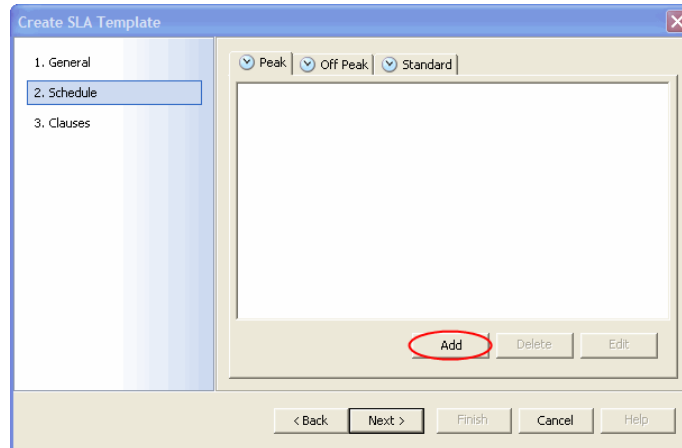 Create SLA Template
1. General
2. Schedule
3. Clauses
Peak
Off Peak
Standard
Add
Delete
Edit
< Back
Next >
Finish
Cancel
Help